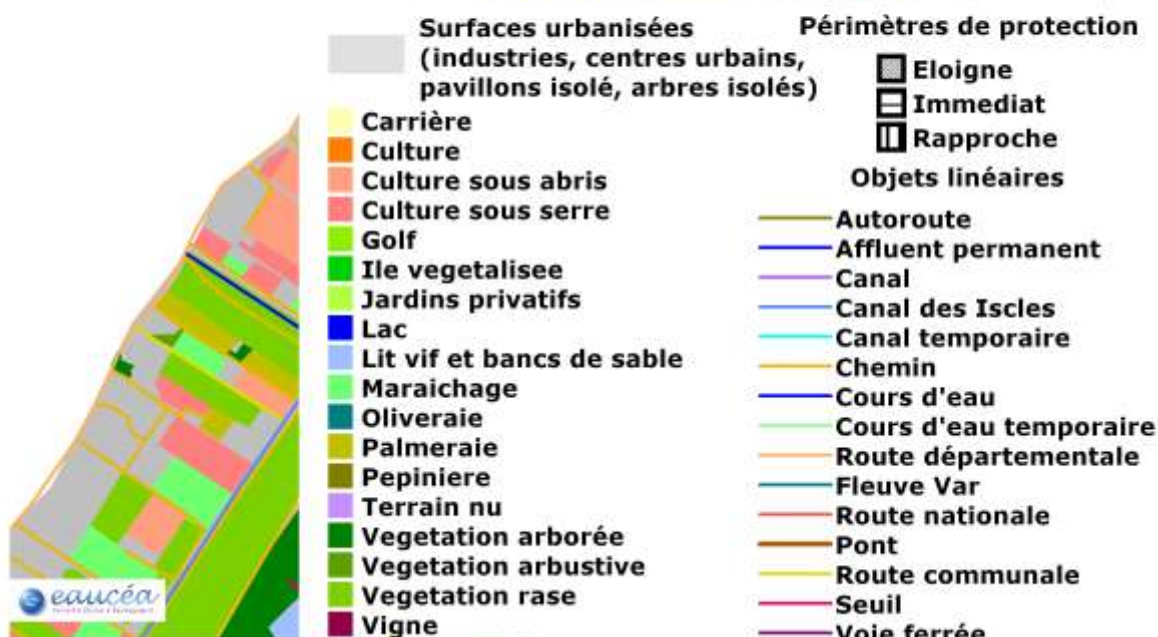 Surfaces urbanisées
(industries, centres urbains,
pavillons isolé, arbres isolés)
Carrière
Culture
Culture sous abris
Culture sous serre
Golf
Ile vegetalisee
Jardins privatifs
Lac
Lit vif et bancs de sable
Maraichage
Oliveraie
Palmeraie
Pepiniere
Terrain nu
Vegetation arborée
Vegetation arbustive
Vegetation rase
Vigne
Périmètres de protection
Eloigne
Immediat
Rapproche
Objets linéaires
Autoroute
Affluent permanent
Canal
Canal des Iscles
Canal temporaire
Chemin
Cours d'eau
Cours d'eau temporaire
Route départementale
Fleuve Var
Route nationale
Pont
Route communale
Seuil
Voie ferrée
eaucéa